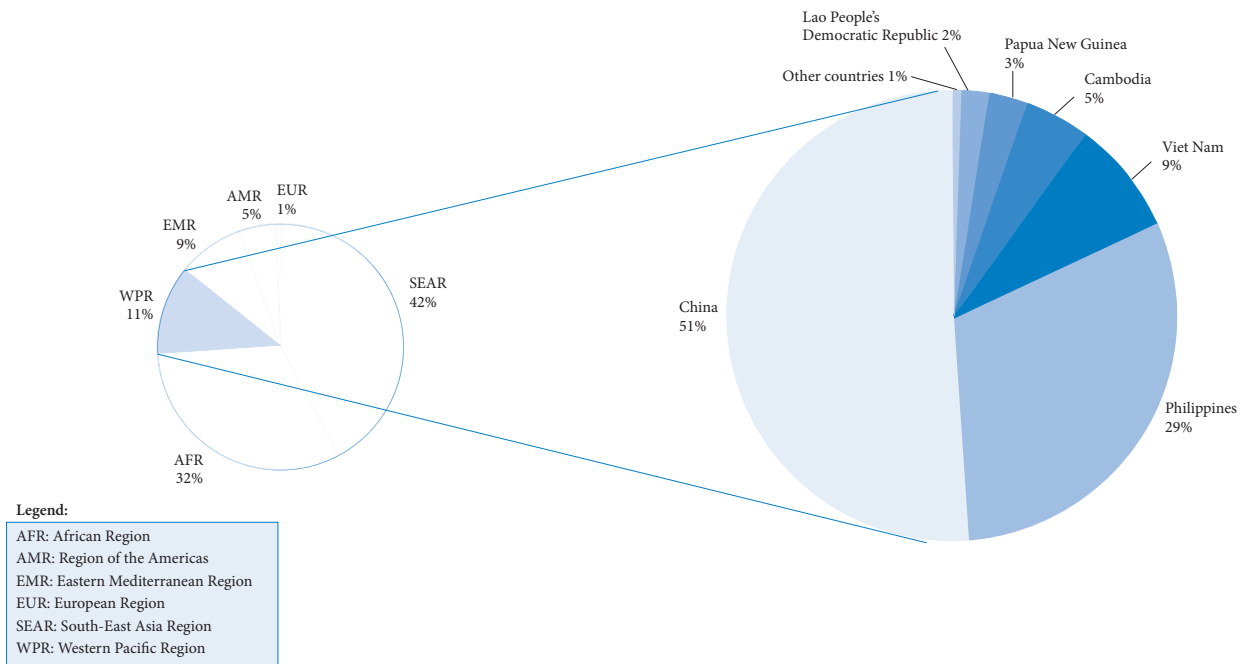 Lao People's
Democratic Republic 2%
Papua New Guinea
3%
Other countries 1%
Cambodia
5%
Viet Nam
9%
EUR
1%
AMR
5%
EMR
9%
SEAR
42%
WPR
11%
China
51%
Philippines
29%
AFR
32%
Legend:
AFR: African Region
AMR: Region of the Americas
EMR: Eastern Mediterranean Region
EUR: European Region
SEAR: South-East Asia Region
WPR: Western Pacific Region